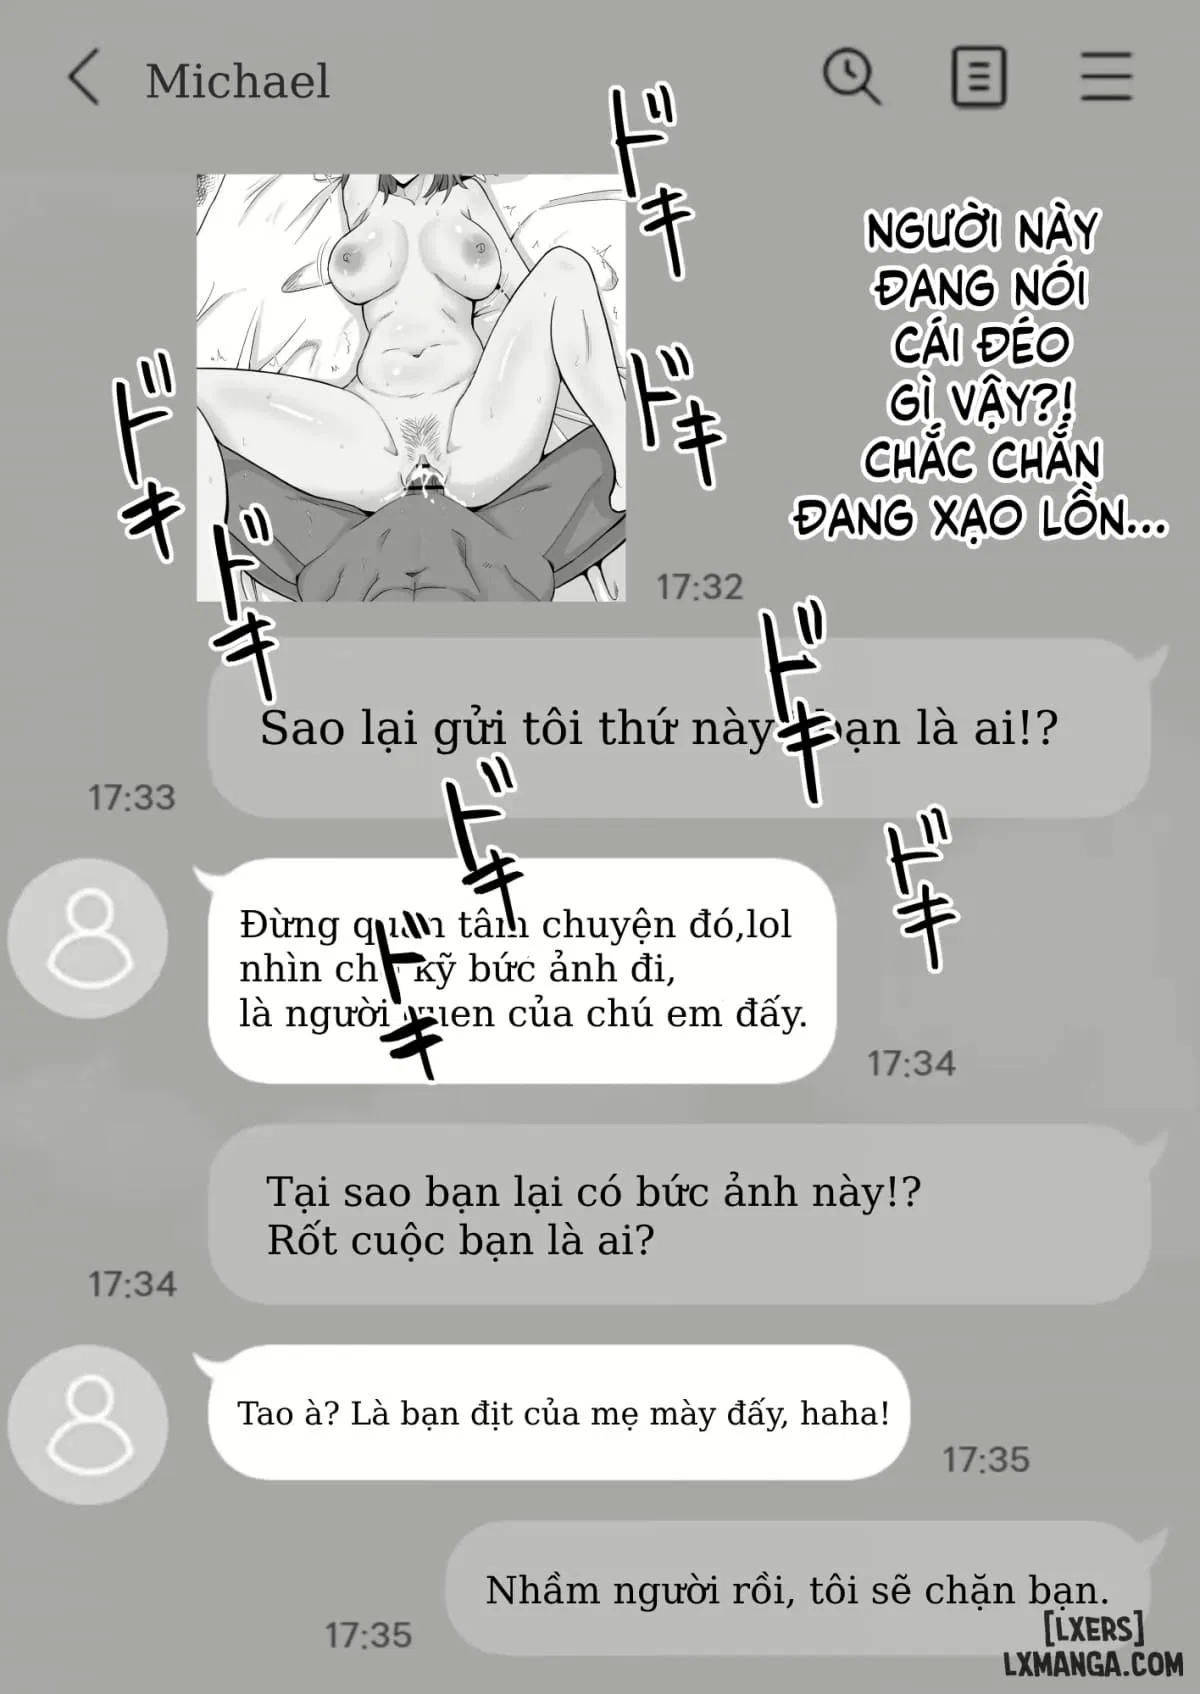 Michael
NGƯỜI NÀY
ĐANG NÓI
CÁI ĐÉO
GÌ VẬY?!
CHẮC CHẮN
ĐANG XẠO LỒN...
ドキ
ドキ
ドキ
ドキ
17:32
ドキ
Sao lại gửi tôi thứ này bạn là ai!?
17:33
ドキ
ドキ
Đừng quan tâm chuyện đó,lol
nhìn cho kỹ bức ảnh đi,
là người quen của chú em đấy.
ドキ
17:34
Tại sao bạn lại có bức ảnh này!?
Rốt cuộc bạn là ai?
17:34
Tao à? Là bạn địt của mẹ mày đấy, haha!
17:35
Nhầm người rồi, tôi sẽ chặn bạn.
17:35
[LXERS]
LXMANGA.COM